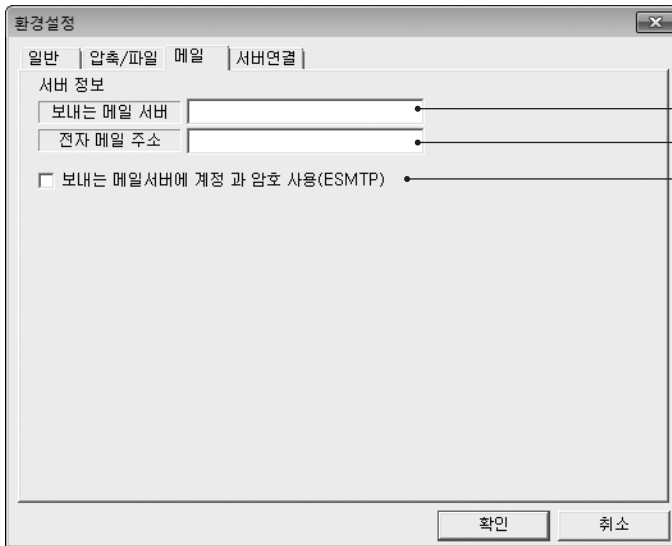 환경설정
일반 압축/파일 메일 서버연결
서버 정보
보내는 메일 서버
전자 메일 주소
보내는 메일서버에 계정 과 암호 사용(ESMTP)
확인 취소